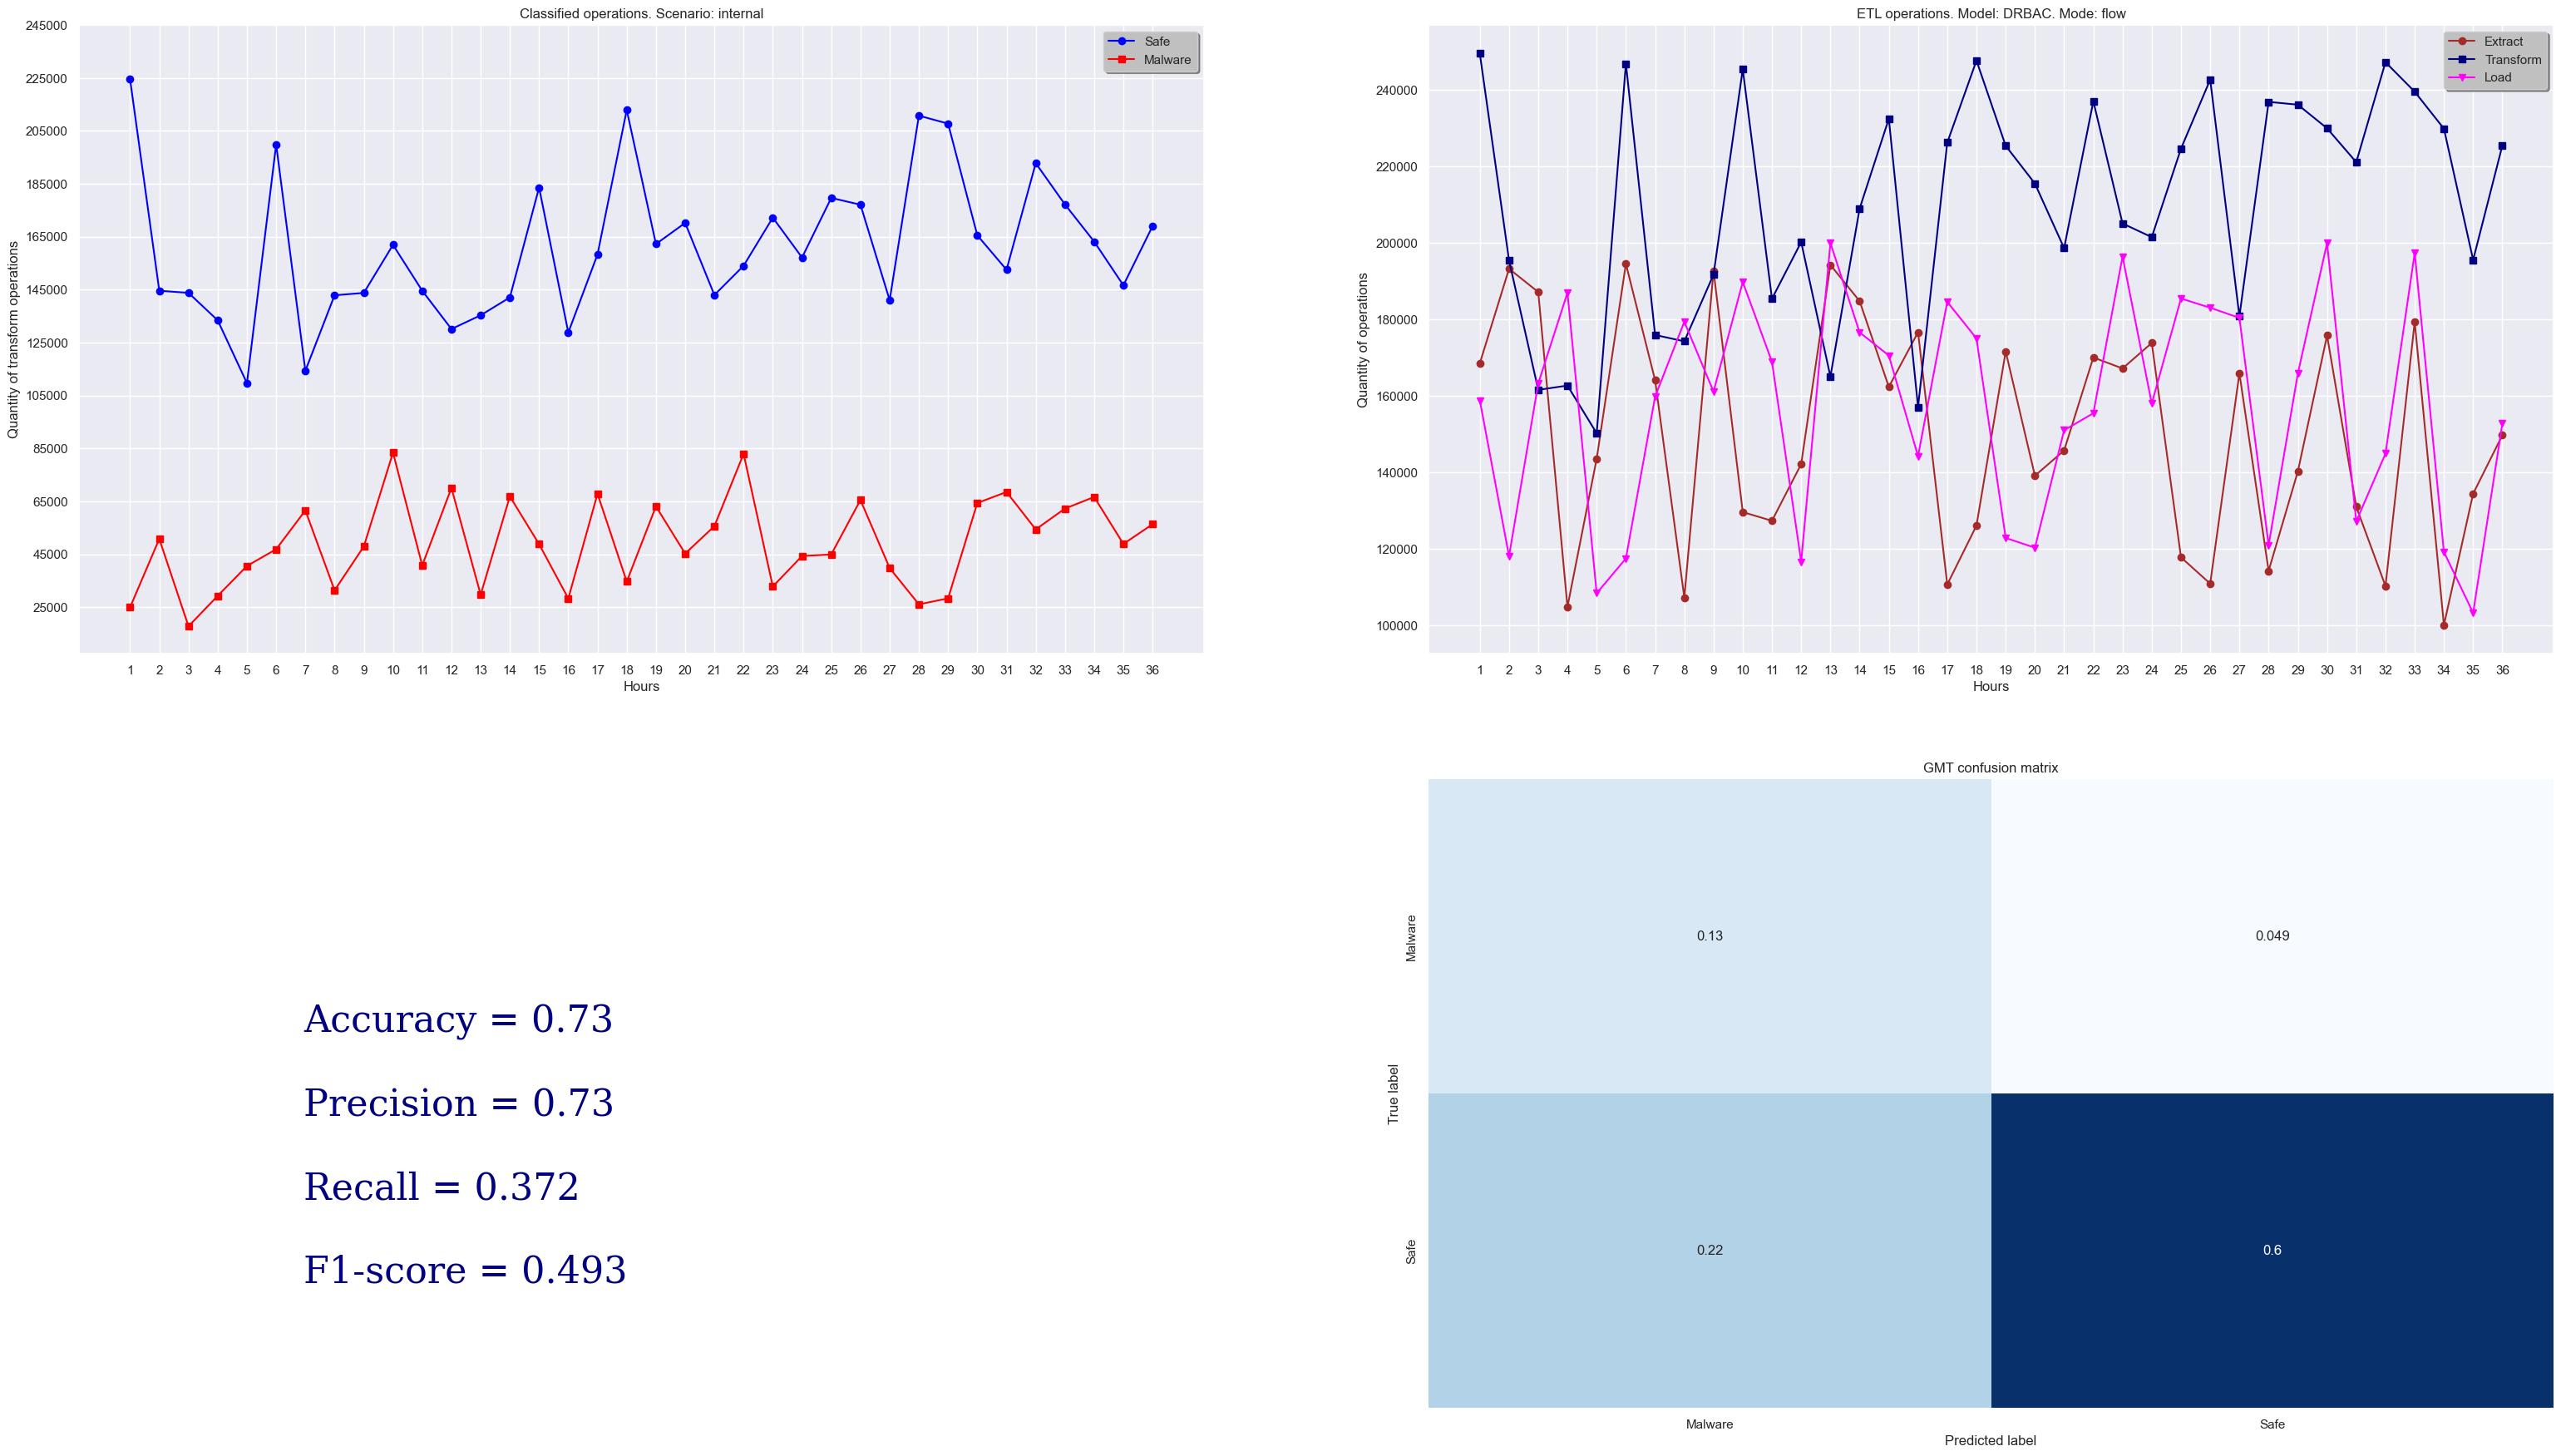 Classified operations. Scenario: internal
Safe
Malware
245000
225000
205000
185000
165000
145000
125000
105000
85000
65000
45000
25000
Quantity of transform operations
1 2 3 4 5 6 7 8 9 10 11 12 13 14 15 16 17 18 19 20 21 22 23 24 25 26 27 28 29 30 31 32 33 34 35 36
Hours
ETL operations. Model: DRBAC. Mode: flow
Extract
Transform
Load
240000
220000
200000
180000
160000
140000
120000
100000
Quantity of operations
1 2 3 4 5 6 7 8 9 10 11 12 13 14 15 16 17 18 19 20 21 22 23 24 25 26 27 28 29 30 31 32 33 34 35 36
Hours
Accuracy = 0.73
Precision = 0.73
Recall = 0.372
F1-score = 0.493
GMT confusion matrix
Malware
0.13 0.049
True label
Safe
0.22 0.6
Malware Safe
Predicted label